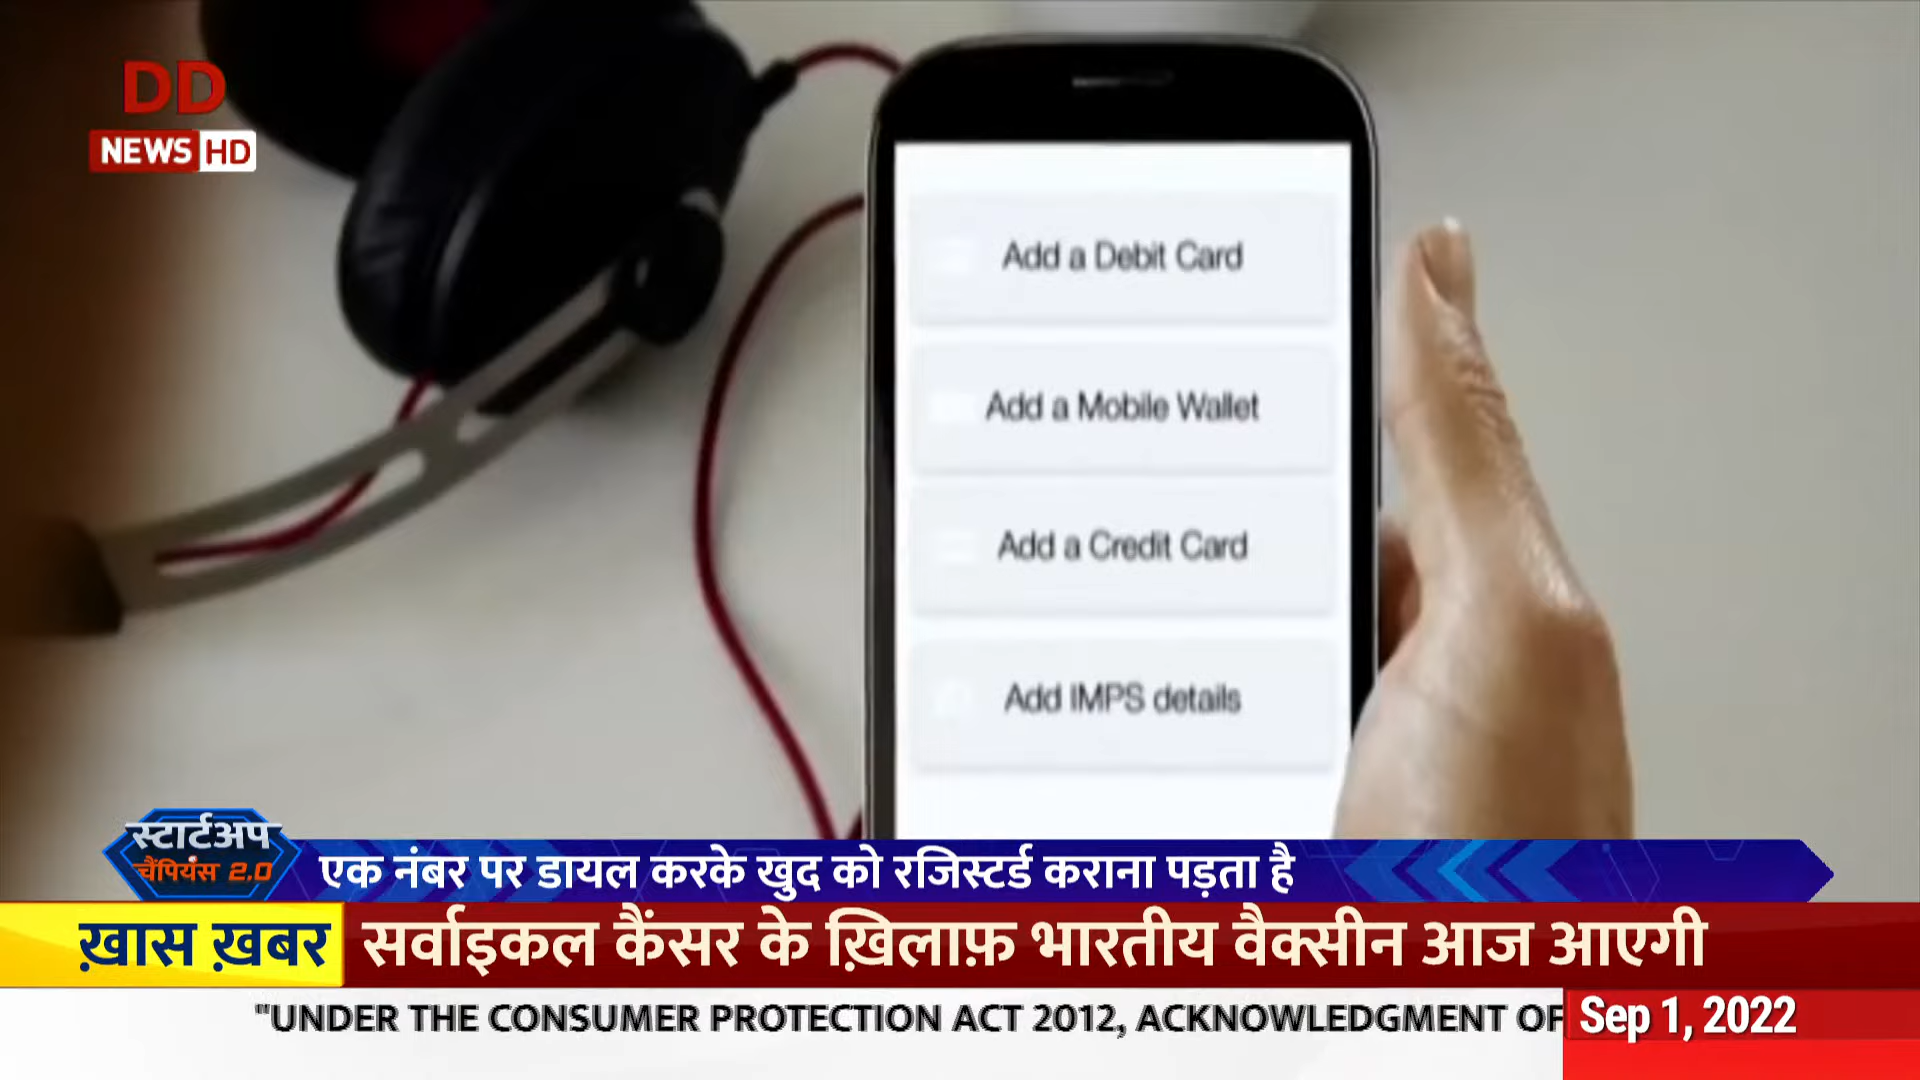 DD
NEWS HD
Add a Debit Card
Add a Mobile Wallet
Add a Credit Card
Add IMPS details
स्टार्टअप
चैंपियंस 2.0
एक नंबर पर डायल करके खुद को रजिस्टर्ड कराना पड़ता है
ख़ास ख़बर
सर्वाइकल कैंसर के ख़िलाफ़ भारतीय वैक्सीन आज आएगी
"UNDER THE CONSUMER PROTECTION ACT 2012, ACKNOWLEDGMENT OF
Sep 1, 2022